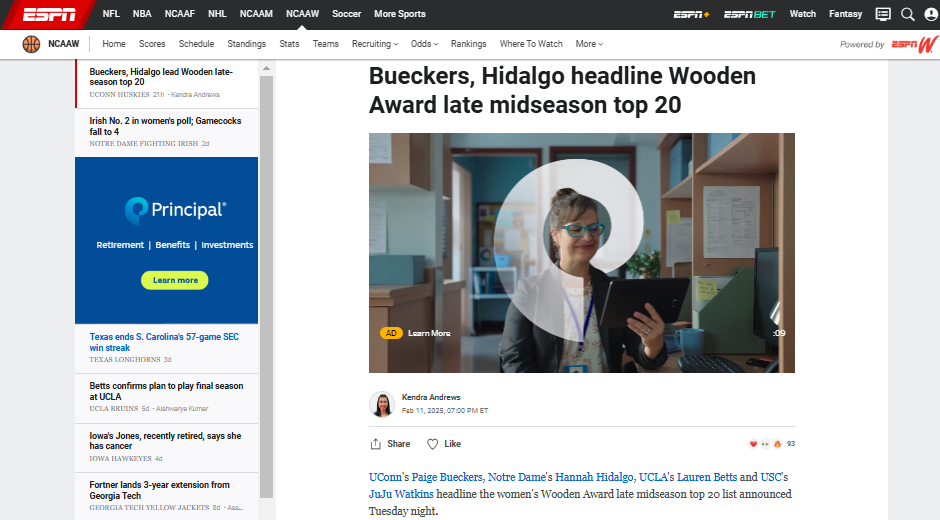 ESPN NFL NBA NCAAF NHL NCAAM NCAAW Soccer More Sports ESPN+ ESPN BET Watch Fantasy
NCAAW Home Scores Schedule Standings Stats Teams Recruiting Odds Rankings Where To Watch More Powered by ESPN W
Bueckers, Hidalgo lead Wooden late-
season top 20
UCONN HUSKIES 21h - Kendra Andrews
Irish No. 2 in women's poll; Gamecocks
fall to 4
NOTRE DAME FIGHTING IRISH 2d
Principal®
Retirement | Benefits | Investments
Learn more
Texas ends S. Carolina's 57-game SEC
win streak
TEXAS LONGHORNS 3d
Betts confirms plan to play final season
at UCLA
UCLA BRUINS 5d - Aishwarya Kumar
Iowa's Jones, recently retired, says she
has cancer
IOWA HAWKEYES 4d
Fortner lands 3-year extension from
Georgia Tech
GEORGIA TECH YELLOW JACKETS 8d - Ass...
Bueckers, Hidalgo headline Wooden
Award late midseason top 20
AD Learn More :09
Kendra Andrews
Feb 11, 2025, 07:00 PM ET
Share Like 93
UConn's Paige Bueckers, Notre Dame's Hannah Hidalgo, UCLA's Lauren Betts and USC's
JuJu Watkins headline the women's Wooden Award late midseason top 20 list announced
Tuesday night.